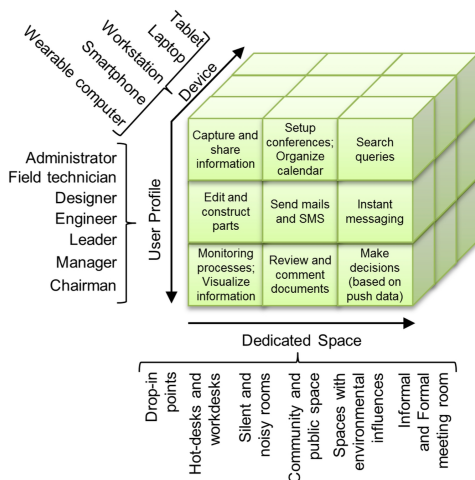 Tablet
Laptop
Workstation
Smartphone
Wearable computer
Device
Administrator
Field technician
Designer
Engineer
Leader
Manager
Chairman
User Profile
Capture and
share
information
Setup
conferences;
Organize
calendar
Search
queries
Edit and
construct
parts
Send mails
and SMS
Instant
messaging
Monitoring
processes;
Visualize
information
Review and
comment
documents
Make
decisions
(based on
push data)
Dedicated Space
Drop-in
points
Hot-desks and
workdesks
Silent and
noisy rooms
Community and
public space
Spaces with
environmental
influences
Informal
and Formal
meeting room